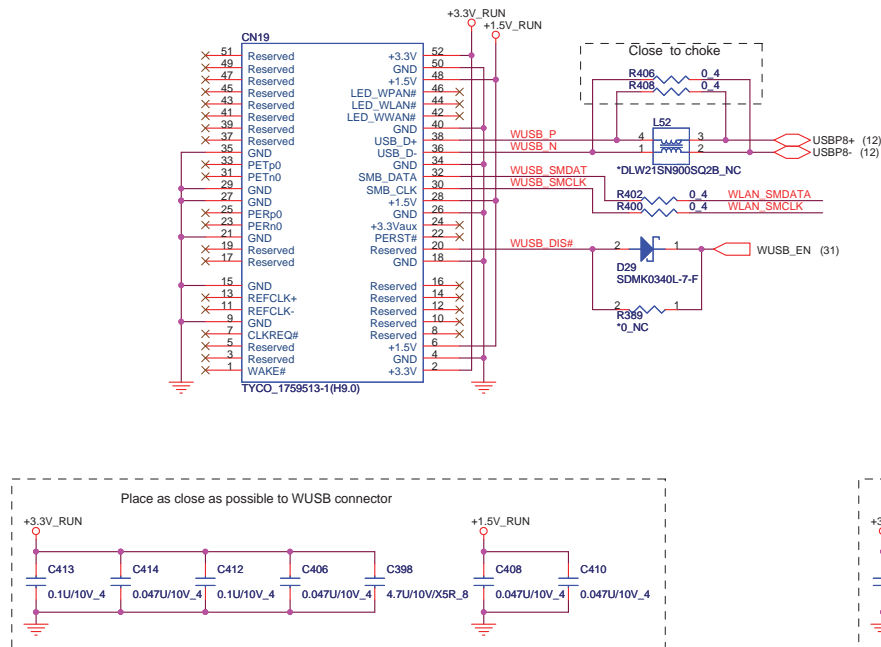 +3.3V_RUN
+1.5V_RUN
CN19
51 Reserved +3.3V 52
49 Reserved GND 50
47 Reserved +1.5V 48
45 Reserved LED_WPAN# 46
43 Reserved LED_WLAN# 44
41 Reserved LED_WWAN# 42
39 Reserved GND 40
37 Reserved USB_D+ 38 WUSB_P
35 GND USB_D- 36 WUSB_N
33 PETp0 GND 34
31 PETn0 SMB_DATA 32 WUSB_SMDAT
29 GND SMB_CLK 30 WUSB_SMCLK
27 GND +1.5V 28
25 PERp0 GND 26
23 PERn0 +3.3Vaux 24
21 GND PERST# 22
19 Reserved Reserved 20 WUSB_DIS#
17 Reserved GND 18
15 GND Reserved 16
13 REFCLK+ Reserved 14
11 REFCLK- Reserved 12
9 GND Reserved 10
7 CLKREQ# Reserved 8
5 Reserved +1.5V 6
3 Reserved GND 4
1 WAKE# +3.3V 2
TYCO_1759513-1(H9.0)
Close to choke
R406 0_4
R408 0_4
L52
4 3 USBP8+ (12)
1 2 USBP8- (12)
*DLW21SN900SQ2B_NC
R402 0_4 WLAN_SMDATA
R400 0_4 WLAN_SMCLK
2 1 WUSB_EN (31)
D29
SDMK0340L-7-F
2 1
R389
*0_NC
Place as close as possible to WUSB connector
+3.3V_RUN +1.5V_RUN
C413 C414 C412 C406 C398 C408 C410
0.1U/10V_4 0.047U/10V_4 0.1U/10V_4 0.047U/10V_4 4.7U/10V/X5R_8 0.047U/10V_4 0.047U/10V_4